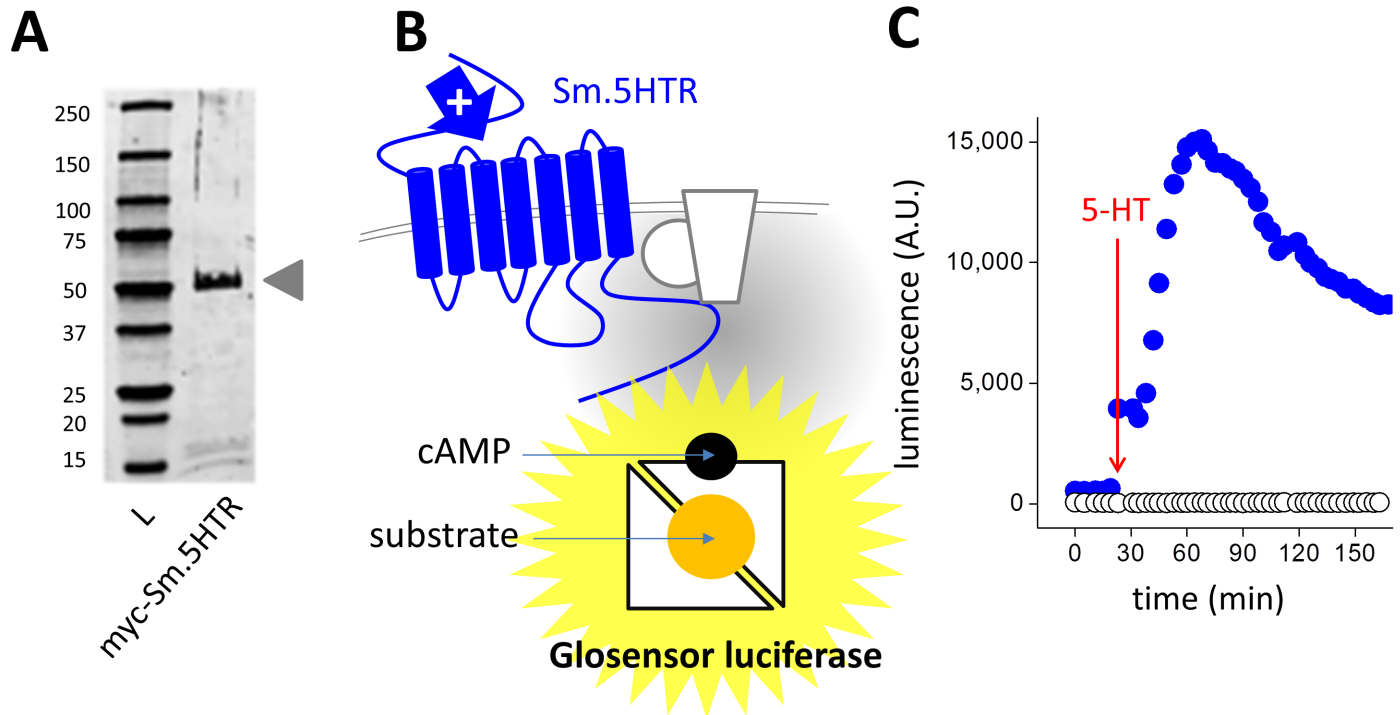 A
250
150
100
75
50
37
25
20
15
L
myc-Sm.5HTR
B
+
Sm.5HTR
cAMP
substrate
Glosensor luciferase
C
15,000
10,000
5,000
0
luminescence (A.U.)
5-HT
0 30 60 90 120 150
time (min)